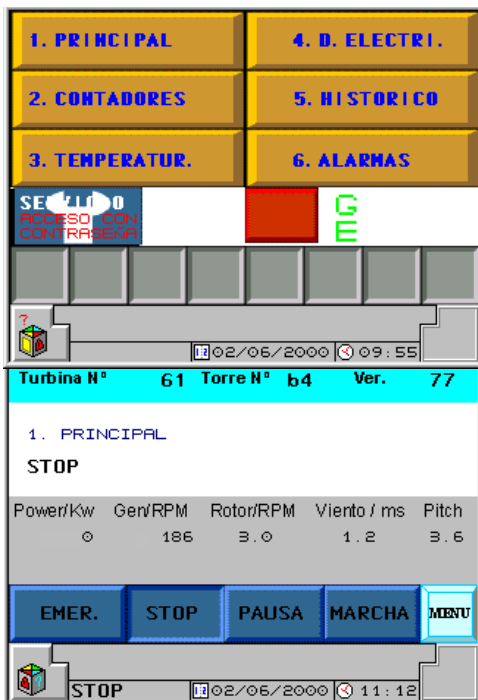 1. PRINCIPAL 4. D. ELECTRI.
2. CONTADORES 5. HISTORICO
3. TEMPERATUR. 6. ALARMAS
SERVICIO
ACCESO CON
CONTRASEÑA
G
E
?
02/06/2000 09:55
Turbina Nº 61 Torre Nº b4 Ver. 77
1. PRINCIPAL
STOP
Power/Kw Gen/RPM Rotor/RPM Viento / ms Pitch
0 186 3.0 1.2 3.6
EMER. STOP PAUSA MARCHA MENU
STOP 02/06/2000 11:12